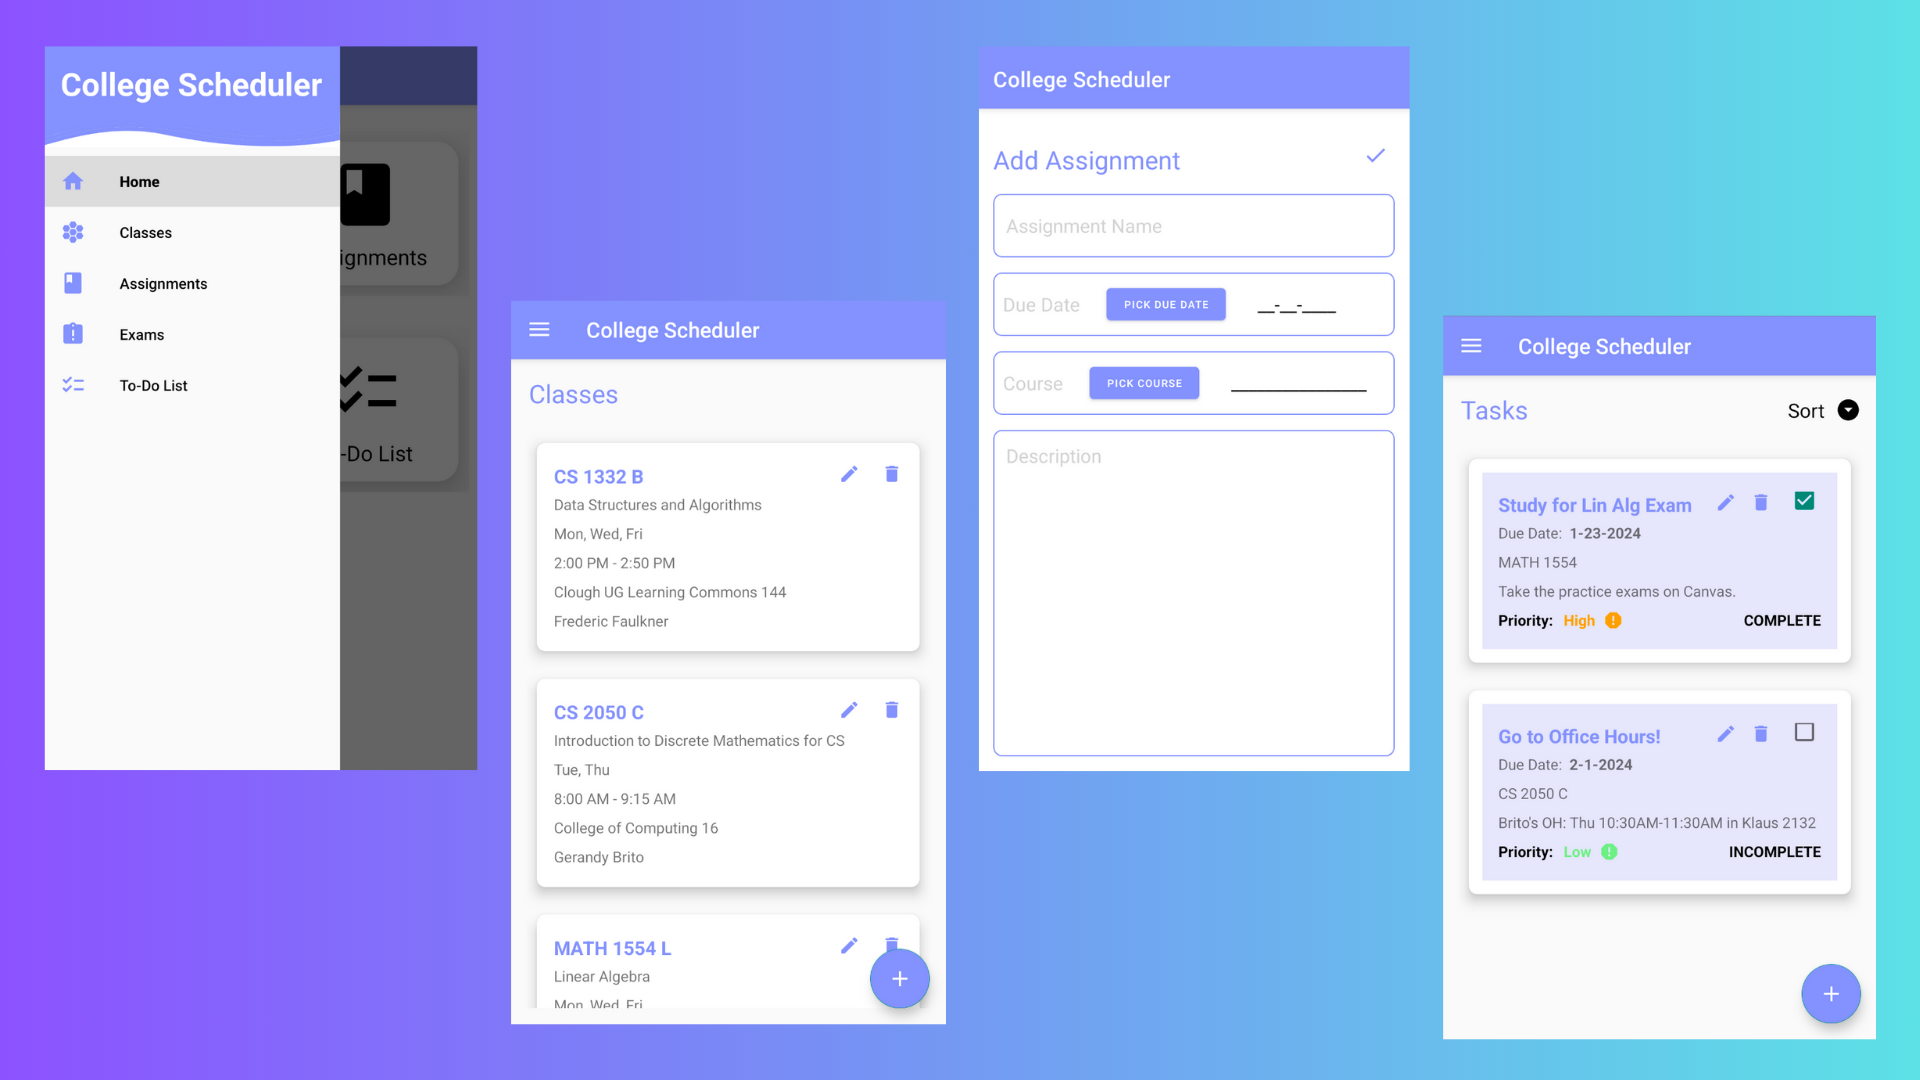 College Scheduler
Home
Classes
Assignments
Exams
To-Do List
ignments
-Do List
College Scheduler
Classes
CS 1332 B
Data Structures and Algorithms
Mon, Wed, Fri
2:00 PM - 2:50 PM
Clough UG Learning Commons 144
Frederic Faulkner
CS 2050 C
Introduction to Discrete Mathematics for CS
Tue, Thu
8:00 AM - 9:15 AM
College of Computing 16
Gerandy Brito
MATH 1554 L
Linear Algebra
Mon, Wed, Fri
College Scheduler
Add Assignment
Assignment Name
Due Date PICK DUE DATE __-__-____
Course PICK COURSE ________________
Description
College Scheduler
Tasks Sort
Study for Lin Alg Exam
Due Date: 1-23-2024
MATH 1554
Take the practice exams on Canvas.
Priority: High COMPLETE
Go to Office Hours!
Due Date: 2-1-2024
CS 2050 C
Brito's OH: Thu 10:30AM-11:30AM in Klaus 2132
Priority: Low INCOMPLETE